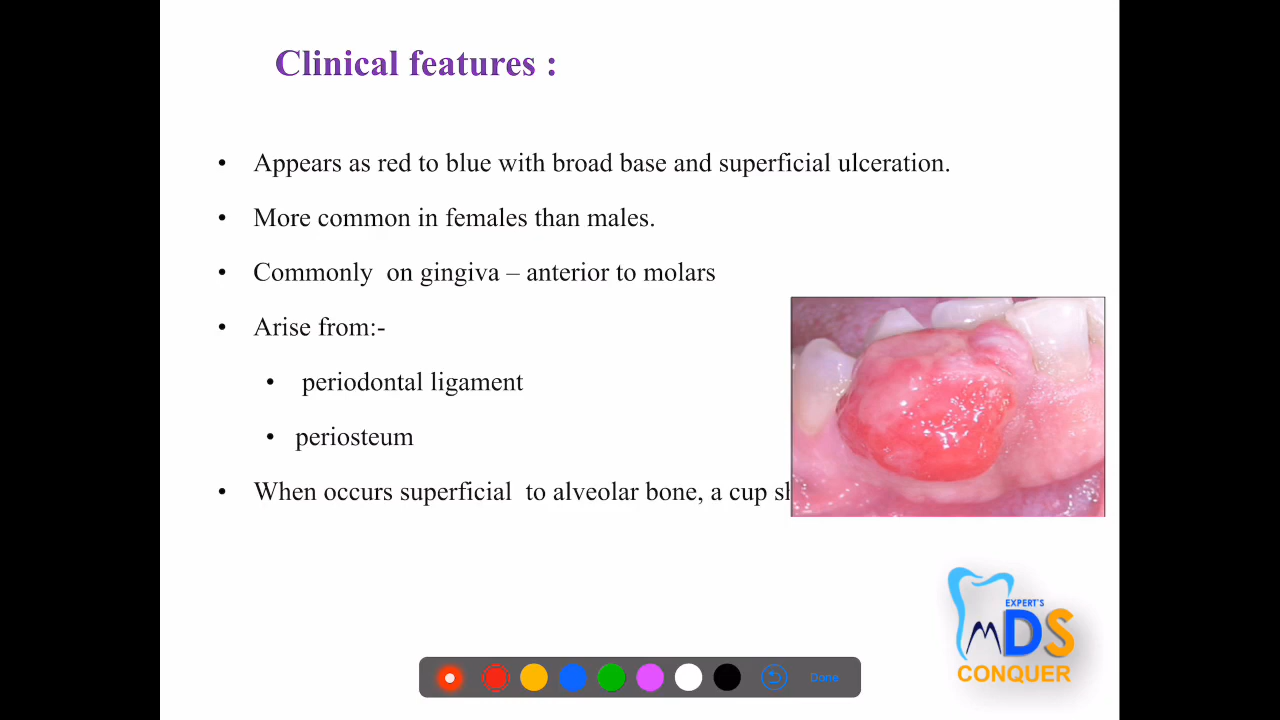 Clinical features :
• Appears as red to blue with broad base and superficial ulceration.
• More common in females than males.
• Commonly on gingiva – anterior to molars
• Arise from:-
• periodontal ligament
• periosteum
• When occurs superficial to alveolar bone, a cup
EXPERT'S
MDS
CONQUER
Done